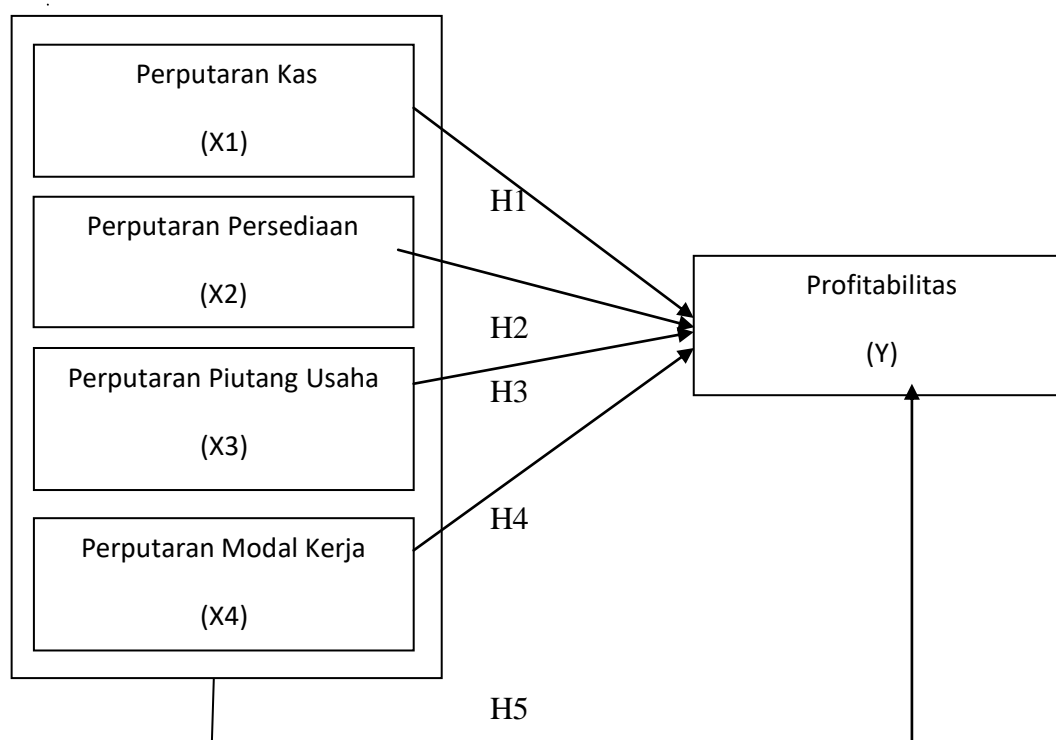 Perputaran Kas
(X1)
H1
Perputaran Persediaan
(X2)
Profitabilitas
(Y)
H2
Perputaran Piutang Usaha
(X3)
H3
H4
Perputaran Modal Kerja
(X4)
H5